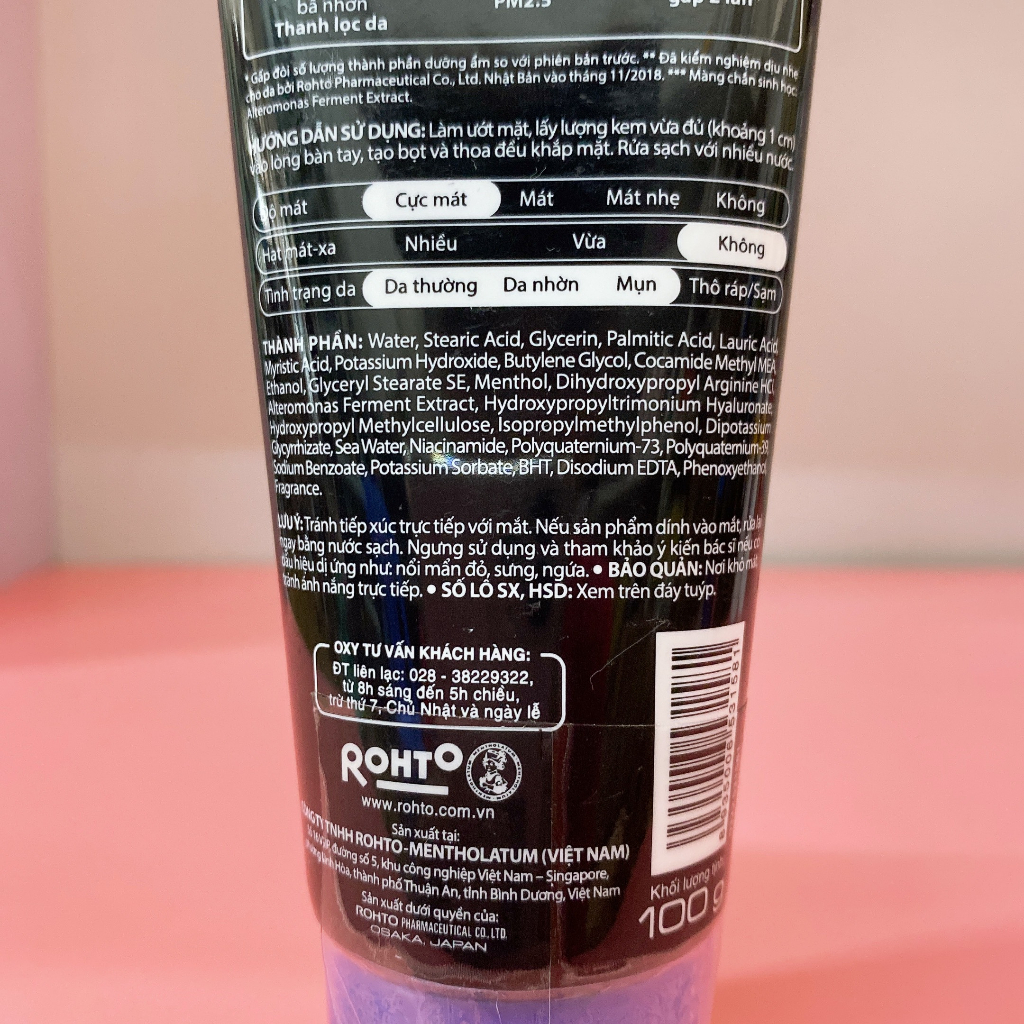 bã nhờn
PM2.5
Thanh lọc da
* Gấp đôi số lượng thành phần dưỡng ẩm so với phiên bản trước. ** Đã kiểm nghiệm dịu nhẹ
cho da bởi Rohto Pharmaceutical Co., Ltd. Nhật Bản vào tháng 11/2018. *** Màng chắn sinh học:
Alteromonas Ferment Extract.
HƯỚNG DẪN SỬ DỤNG: Làm ướt mặt, lấy lượng kem vừa đủ (khoảng 1 cm)
vào lòng bàn tay, tạo bọt và thoa đều khắp mặt. Rửa sạch với nhiều nước.
Độ mát Cực mát Mát Mát nhẹ Không
Hạt mát-xa Nhiều Vừa Không
Tình trạng da Da thường Da nhờn Mụn Thô ráp/Sạm
THÀNH PHẦN: Water, Stearic Acid, Glycerin, Palmitic Acid, Lauric Acid,
Myristic Acid, Potassium Hydroxide, Butylene Glycol, Cocamide Methyl MEA,
Ethanol, Glyceryl Stearate SE, Menthol, Dihydroxypropyl Arginine HCl,
Alteromonas Ferment Extract, Hydroxypropyltrimonium Hyaluronate,
Hydroxypropyl Methylcellulose, Isopropylmethylphenol, Dipotassium
Glycyrrhizate, Sea Water, Niacinamide, Polyquaternium-73, Polyquaternium-39,
Sodium Benzoate, Potassium Sorbate, BHT, Disodium EDTA, Phenoxyethanol,
Fragrance.
LƯU Ý: Tránh tiếp xúc trực tiếp với mắt. Nếu sản phẩm dính vào mắt, rửa lại
ngay bằng nước sạch. Ngưng sử dụng và tham khảo ý kiến bác sĩ nếu có
dấu hiệu dị ứng như: nổi mẩn đỏ, sưng, ngứa. • BẢO QUẢN: Nơi khô mát,
tránh ánh nắng trực tiếp. • SỐ LÔ SX, HSD: Xem trên đáy tuýp.
OXY TƯ VẤN KHÁCH HÀNG:
ĐT liên lạc: 028 - 38229322,
từ 8h sáng đến 5h chiều,
trừ thứ 7, Chủ Nhật và ngày lễ
ROHTO
www.rohto.com.vn
Sản xuất tại:
CÔNG TY TNHH ROHTO-MENTHOLATUM (VIỆT NAM)
Số 16 VSIP, đường số 5, khu công nghiệp Việt Nam – Singapore,
phường Bình Hòa, thành phố Thuận An, tỉnh Bình Dương, Việt Nam
Sản xuất dưới quyền của:
ROHTO PHARMACEUTICAL CO., LTD.
OSAKA, JAPAN
Khối lượng tịnh:
100 g